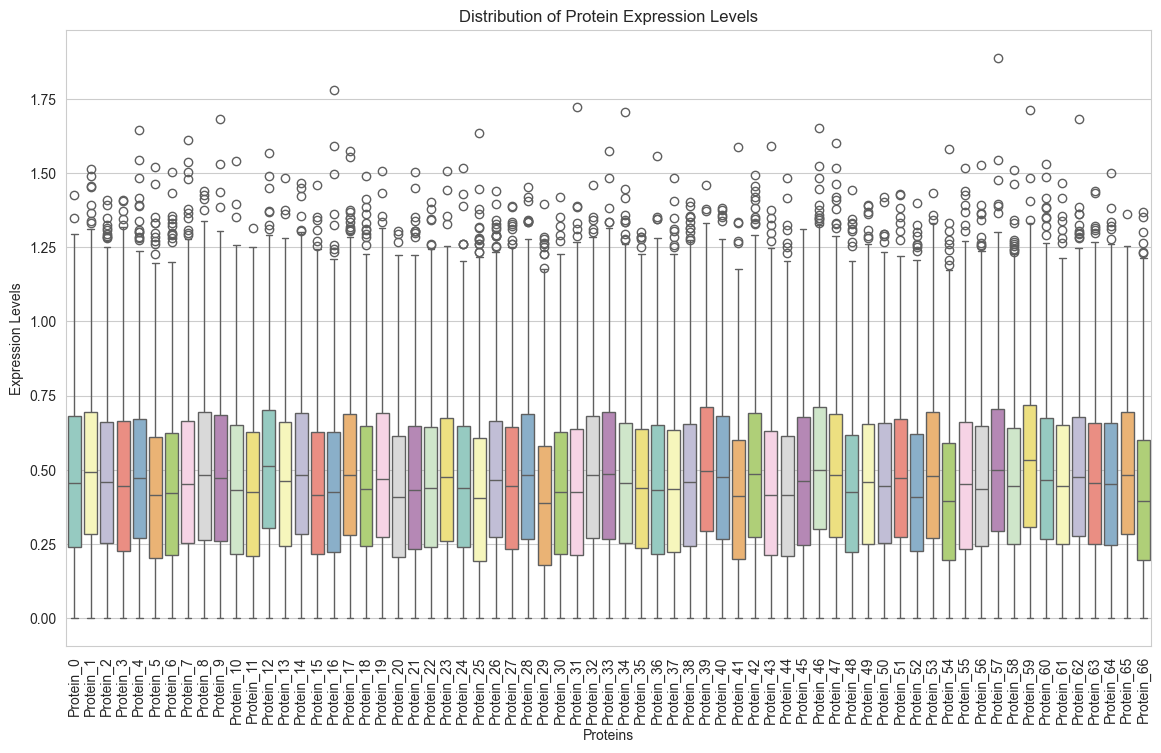 Distribution of Protein Expression Levels
Expression Levels
1.75
1.50
1.25
1.00
0.75
0.50
0.25
0.00
Protein_0
Protein_1
Protein_2
Protein_3
Protein_4
Protein_5
Protein_6
Protein_7
Protein_8
Protein_9
Protein_10
Protein_11
Protein_12
Protein_13
Protein_14
Protein_15
Protein_16
Protein_17
Protein_18
Protein_19
Protein_20
Protein_21
Protein_22
Protein_23
Protein_24
Protein_25
Protein_26
Protein_27
Protein_28
Protein_29
Protein_30
Protein_31
Protein_32
Protein_33
Protein_34
Protein_35
Protein_36
Protein_37
Protein_38
Protein_39
Protein_40
Protein_41
Protein_42
Protein_43
Protein_44
Protein_45
Protein_46
Protein_47
Protein_48
Protein_49
Protein_50
Protein_51
Protein_52
Protein_53
Protein_54
Protein_55
Protein_56
Protein_57
Protein_58
Protein_59
Protein_60
Protein_61
Protein_62
Protein_63
Protein_64
Protein_65
Protein_66
Proteins